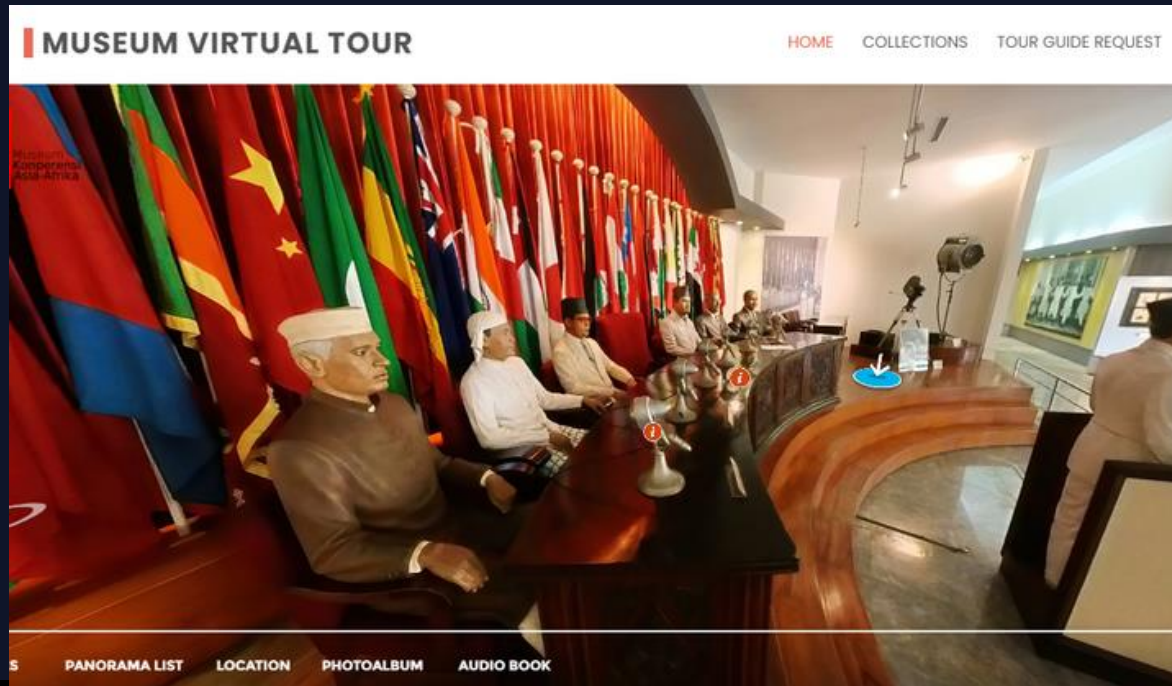 MUSEUM VIRTUAL TOUR
HOME COLLECTIONS TOUR GUIDE REQUEST
Museum
Konperensi
Asia-Afrika
S PANORAMA LIST LOCATION PHOTOALBUM AUDIO BOOK